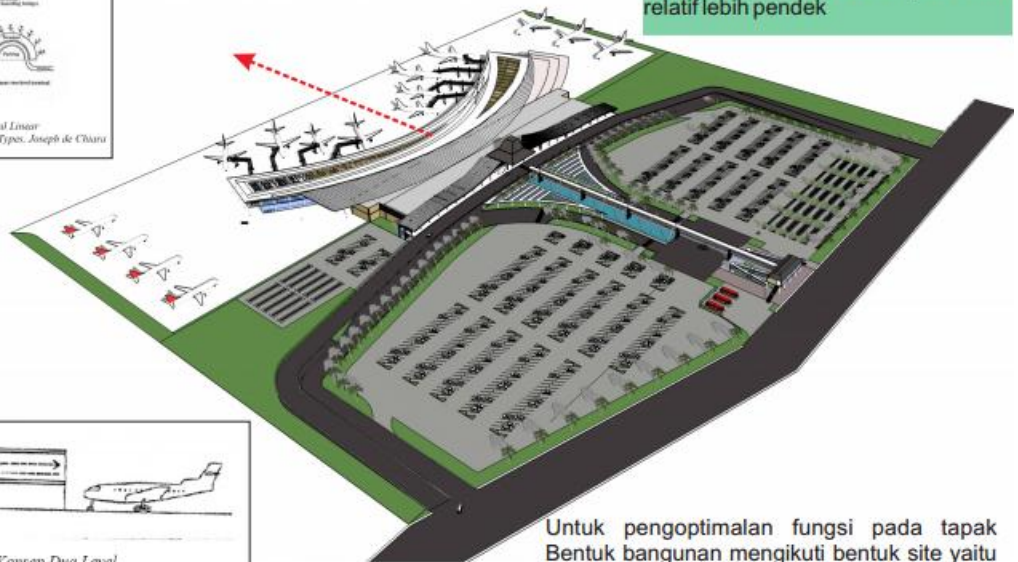 relatif lebih pendek
al Linear
Types, Joseph de Chiara
Konsep Dua Level
Untuk pengoptimalan fungsi pada tapak
Bentuk bangunan mengikuti bentuk site yaitu